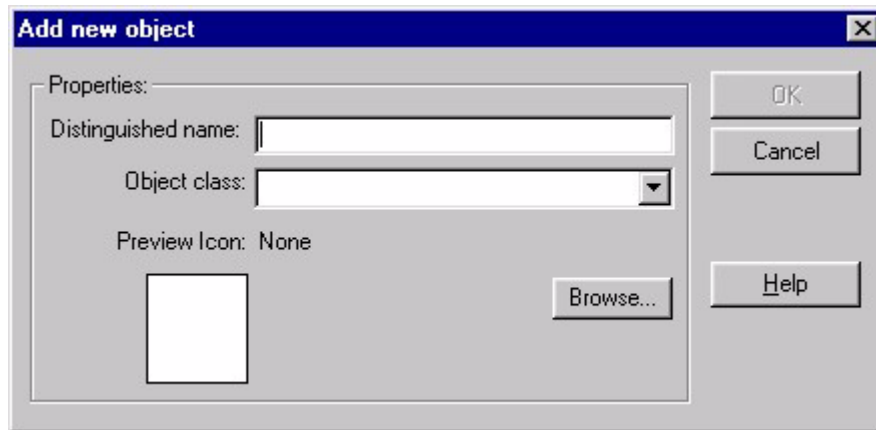 Add new object
Properties:
Distinguished name:
Object class:
Preview Icon: None
Browse...
OK
Cancel
Help